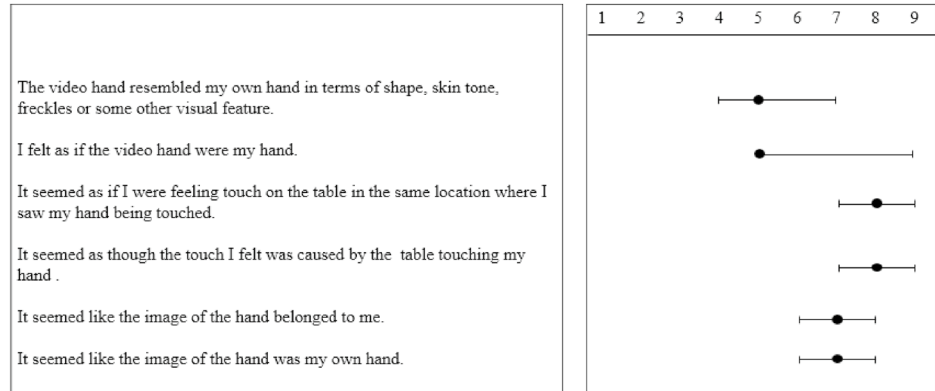 1 2 3 4 5 6 7 8 9
The video hand resembled my own hand in terms of shape, skin tone,
freckles or some other visual feature.
I felt as if the video hand were my hand.
It seemed as if I were feeling touch on the table in the same location where I
saw my hand being touched.
It seemed as though the touch I felt was caused by the table touching my
hand .
It seemed like the image of the hand belonged to me.
It seemed like the image of the hand was my own hand.